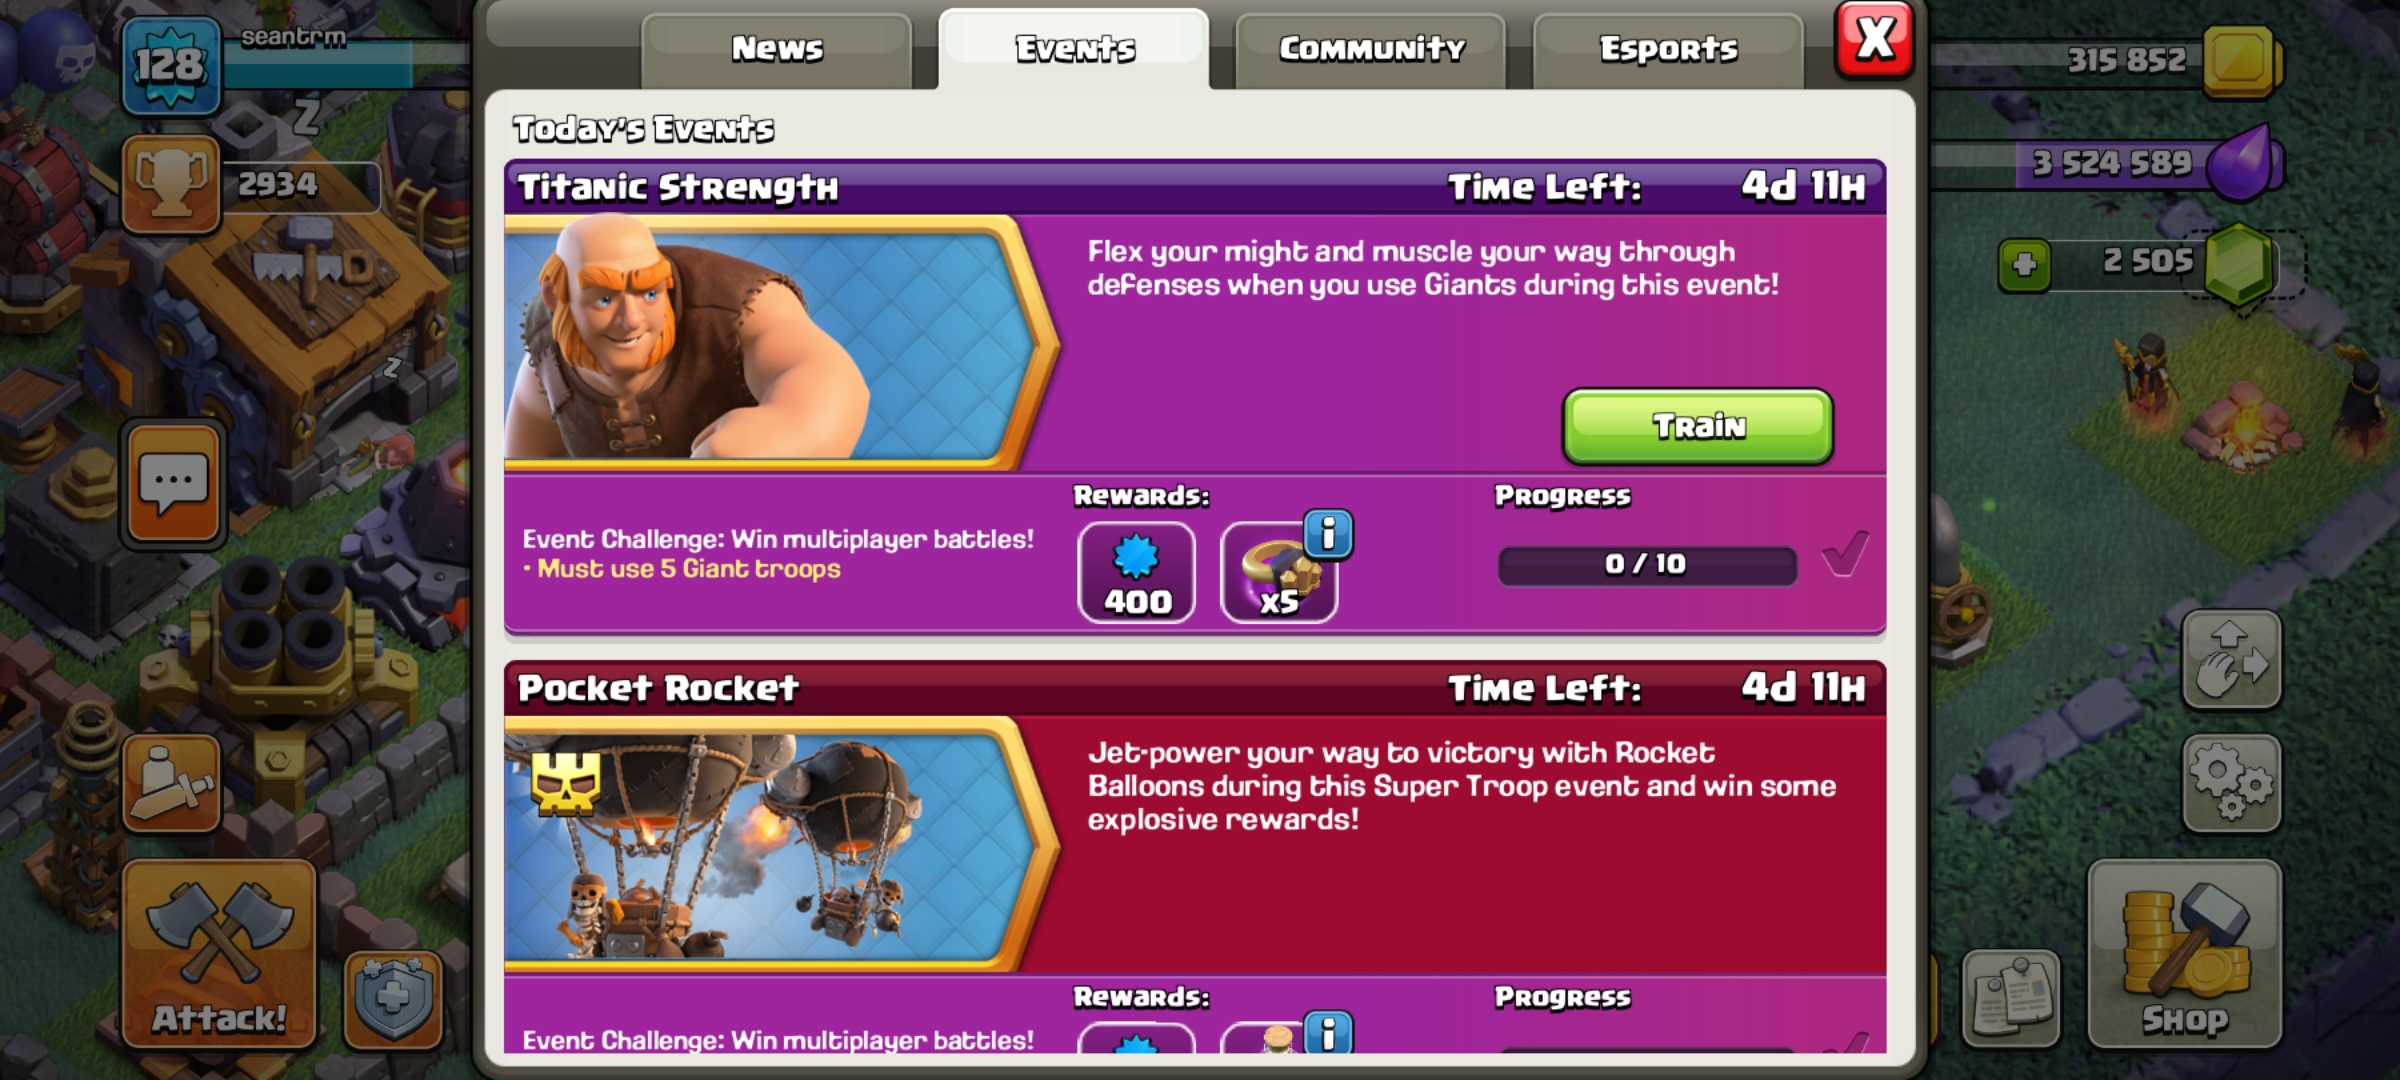 128
seantrm
2934
Attack!
News
Events
Community
Esports
X
Today's Events
Titanic Strength
Time Left:
4d 11H
Flex your might and muscle your way through
defenses when you use Giants during this event!
Train
Event Challenge: Win multiplayer battles!
• Must use 5 Giant troops
Rewards:
400
i
x5
Progress
0 / 10
Pocket Rocket
Time Left:
4d 11H
Jet-power your way to victory with Rocket
Balloons during this Super Troop event and win some
explosive rewards!
Event Challenge: Win multiplayer battles!
Rewards:
i
Progress
315 852
3 524 589
2 505
Shop
z
z
z